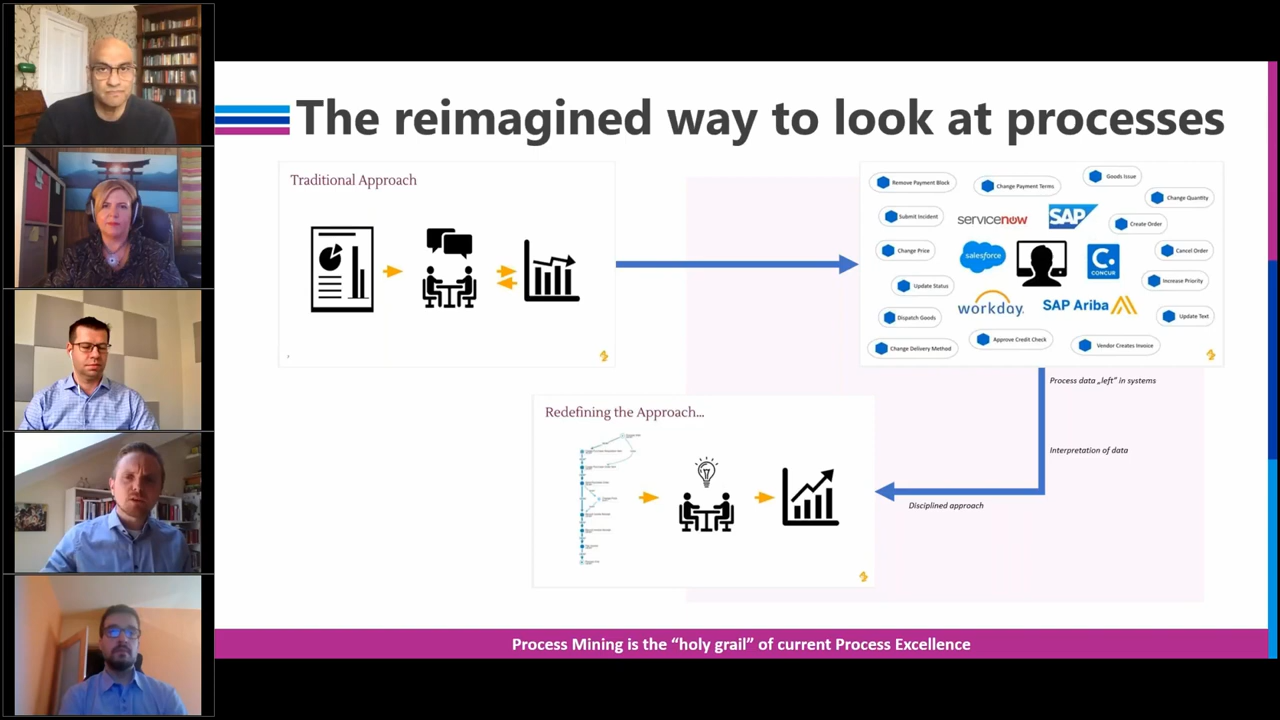 The reimagined way to look at processes
Traditional Approach
Remove Payment Block
Change Payment Terms
Goods Issue
Change Quantity
Submit Incident
servicenow
SAP
Create Order
Change Price
salesforce
C.
CONCUR
Cancel Order
Update Status
Increase Priority
workday.
SAP Ariba
Dispatch Goods
Update Text
Change Delivery Method
Approve Credit Check
Vendor Creates Invoice
Process data „left" in systems
Redefining the Approach...
Interpretation of data
Disciplined approach
Process Mining is the “holy grail” of current Process Excellence